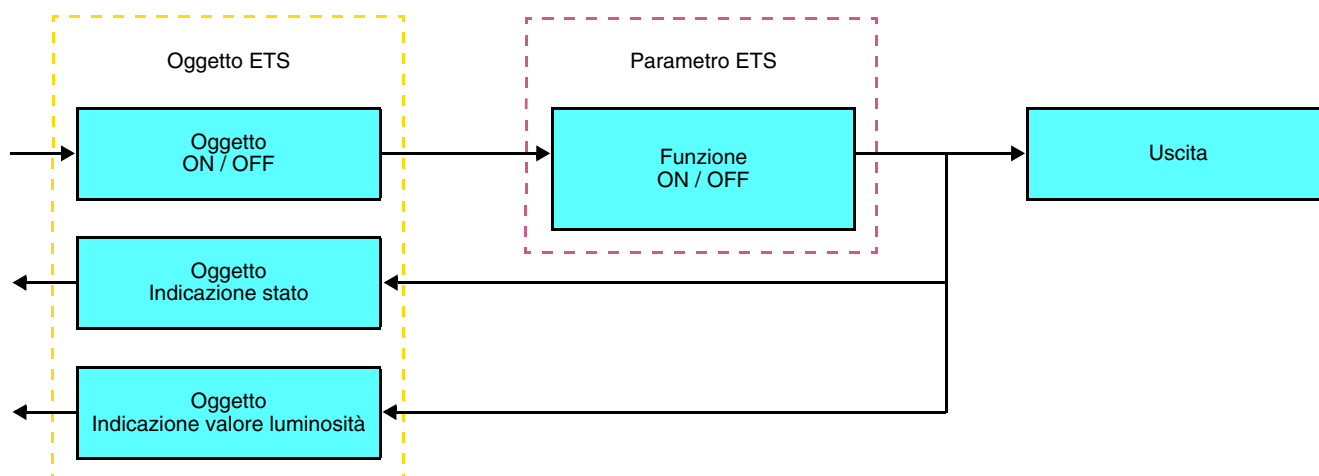 Oggetto ETS
Parametro ETS
Oggetto
ON / OFF
Funzione
ON / OFF
Uscita
Oggetto
Indicazione stato
Oggetto
Indicazione valore luminosità